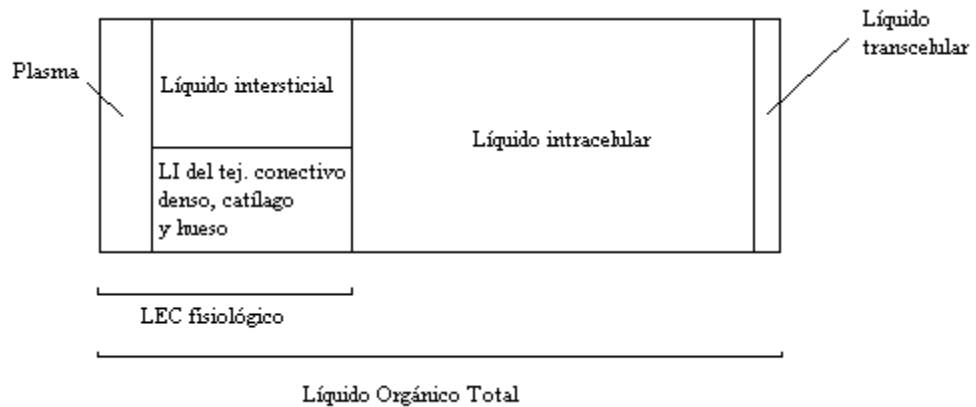 Líquido
transcelular
Plasma
Líquido intersticial
Líquido intracelular
LI del tej. conectivo
denso, catílago
y hueso
LEC fisiológico
Líquido Orgánico Total